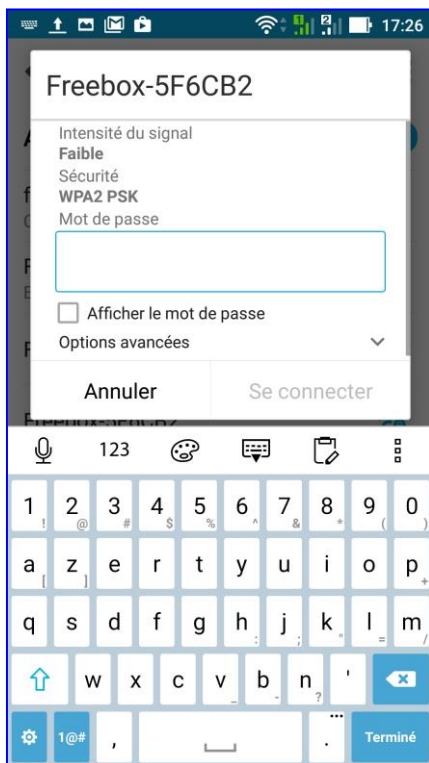 17:26
Freebox-5F6CB2
Intensité du signal
Faible
Sécurité
WPA2 PSK
Mot de passe
Afficher le mot de passe
Options avancées
Annuler Se connecter
123
1 ! 2 @ 3 # 4 $ 5 % 6 ^ 7 & 8 * 9 ( 0 )
a [ z ] e r t y u i o p +
q s d f g h : j ; k " l = m /
w x c v _ b - n ? '
1@# , . Terminé